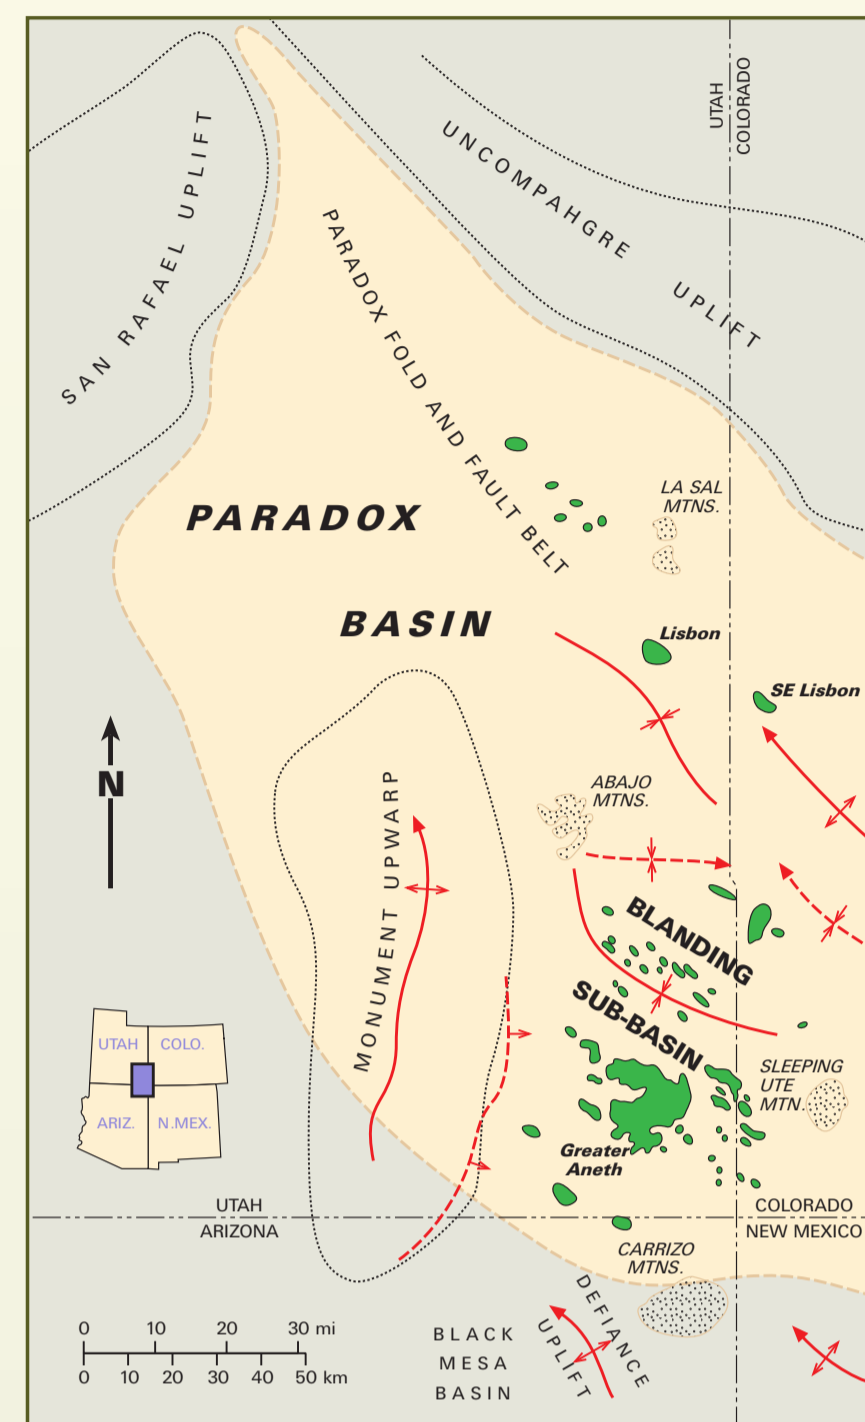 UTAH
COLORADO
UNCOMPAHGRE
UPLIFT
SAN RAFAEL UPLIFT
PARADOX FOLD AND FAULT BELT
LA SAL
MTNS.
PARADOX
BASIN
Lisbon
SE Lisbon
N
ABAJO
MTNS.
MONUMENT UPWARP
BLANDING
SUB-BASIN
UTAH
COLO.
ARIZ.
N.MEX.
SLEEPING
UTE
MTN.
Greater
Aneth
UTAH
ARIZONA
COLORADO
NEW MEXICO
CARRIZO
MTNS.
DEFIANCE
UPLIFT
BLACK
MESA
BASIN
0 10 20 30 mi
0 10 20 30 40 50 km